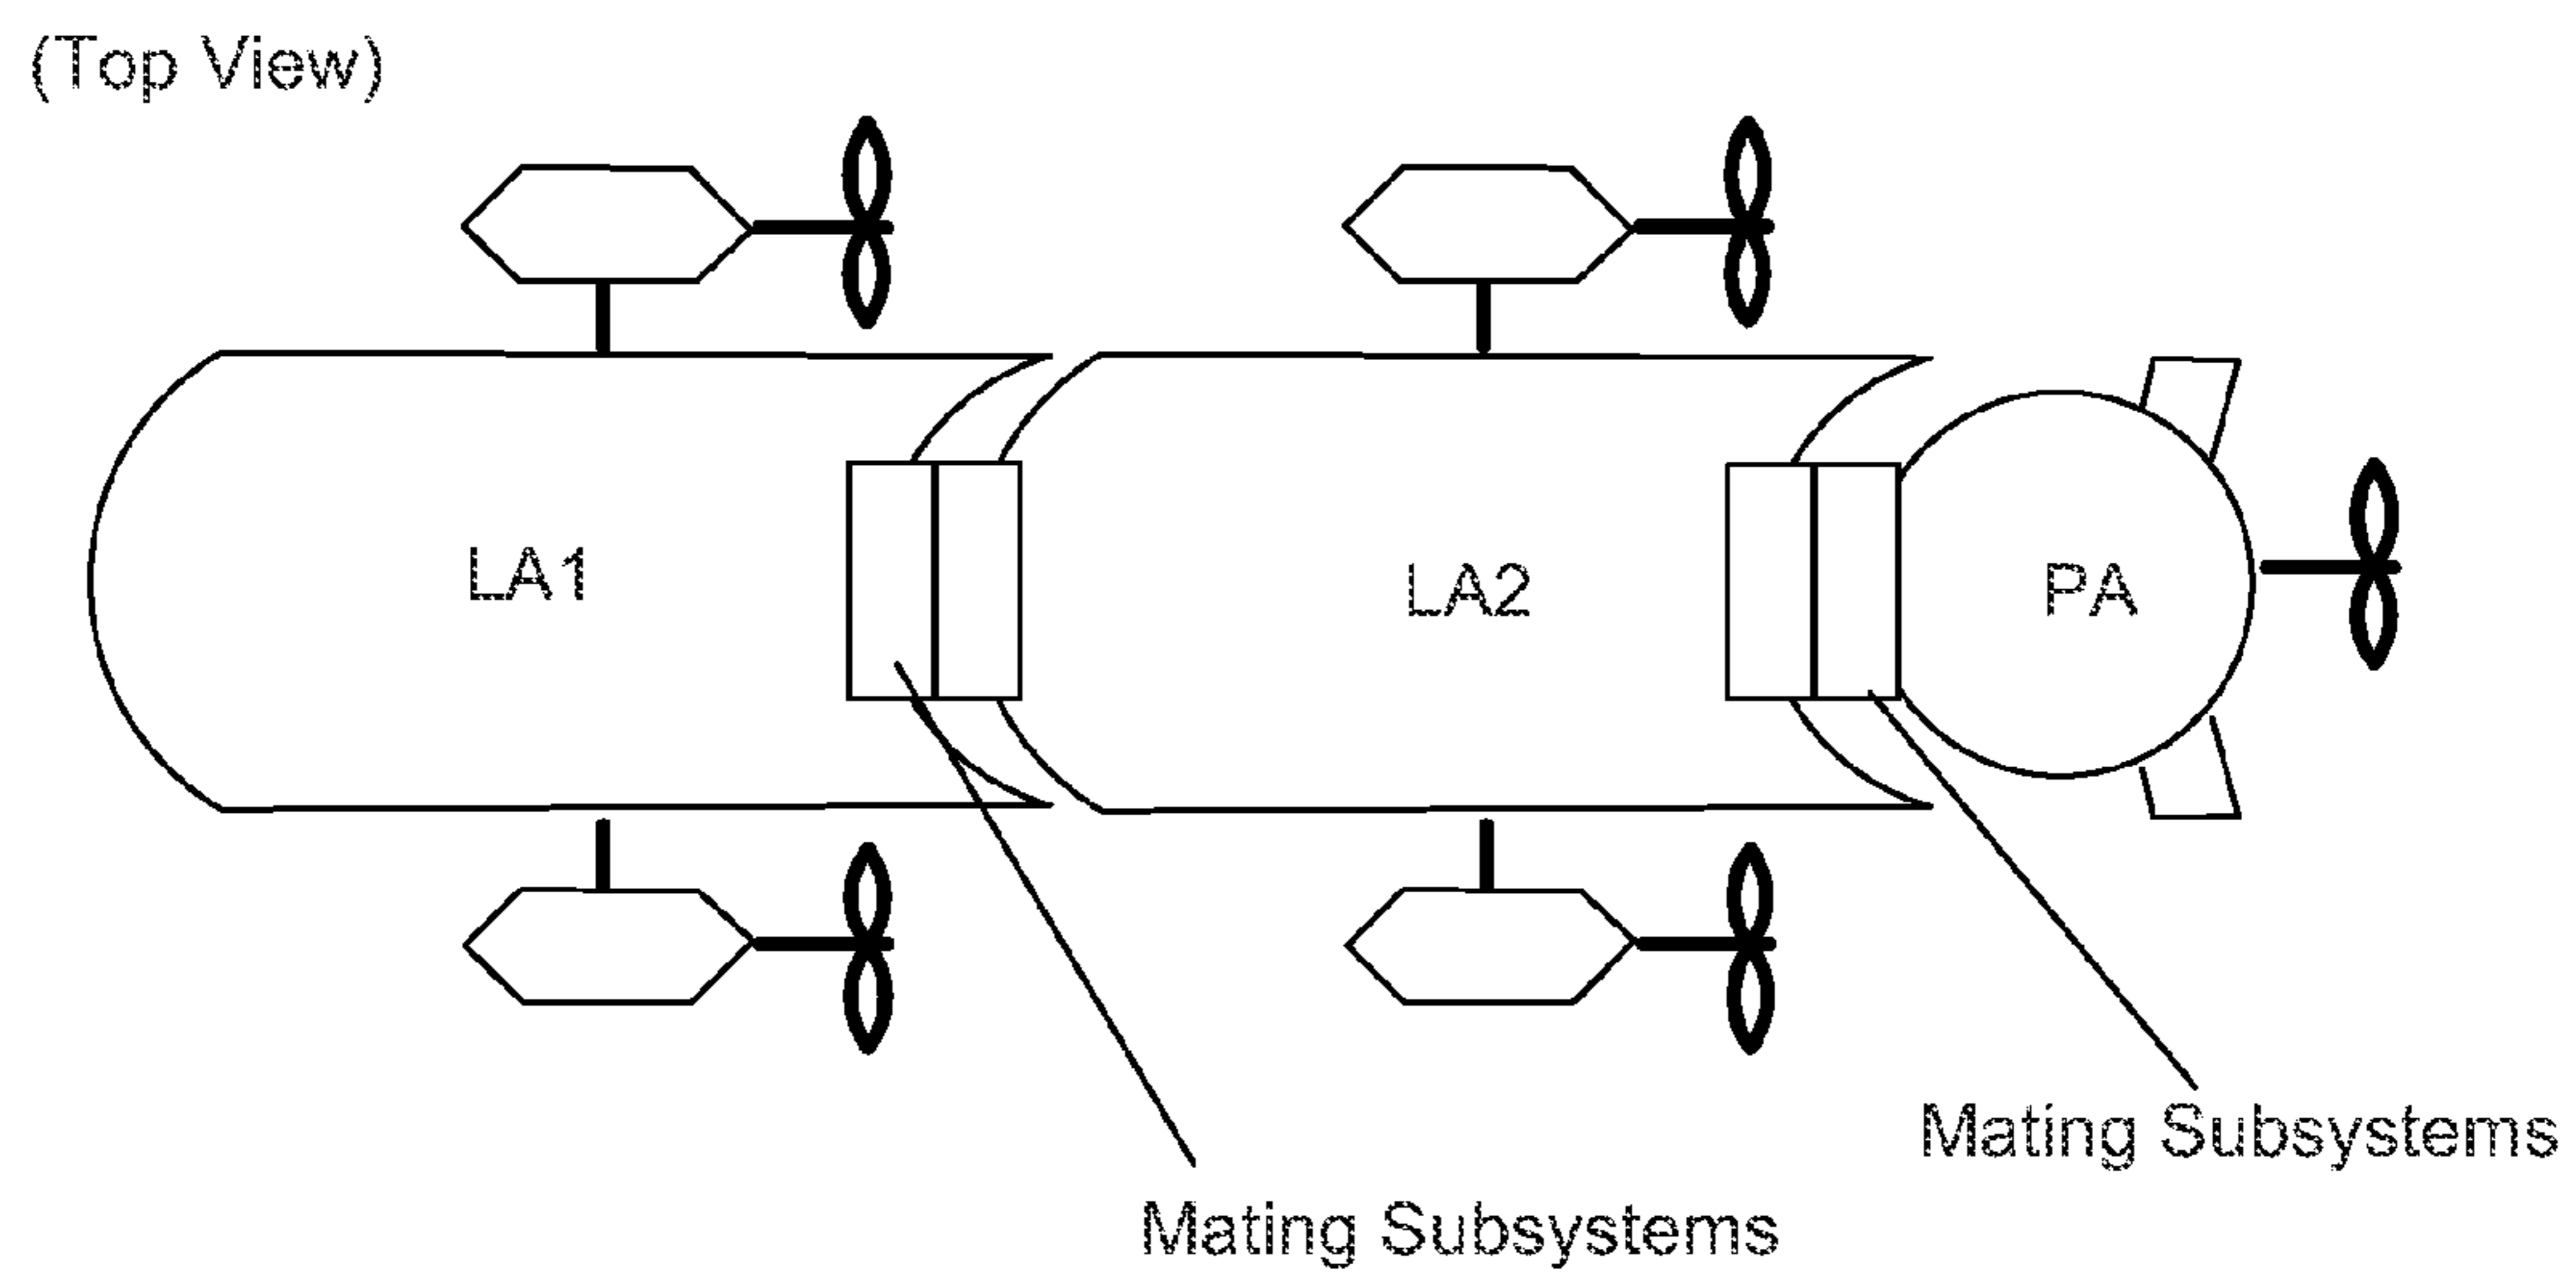 (Top View)
LA1
LA2
PA
Mating Subsystems
Mating Subsystems